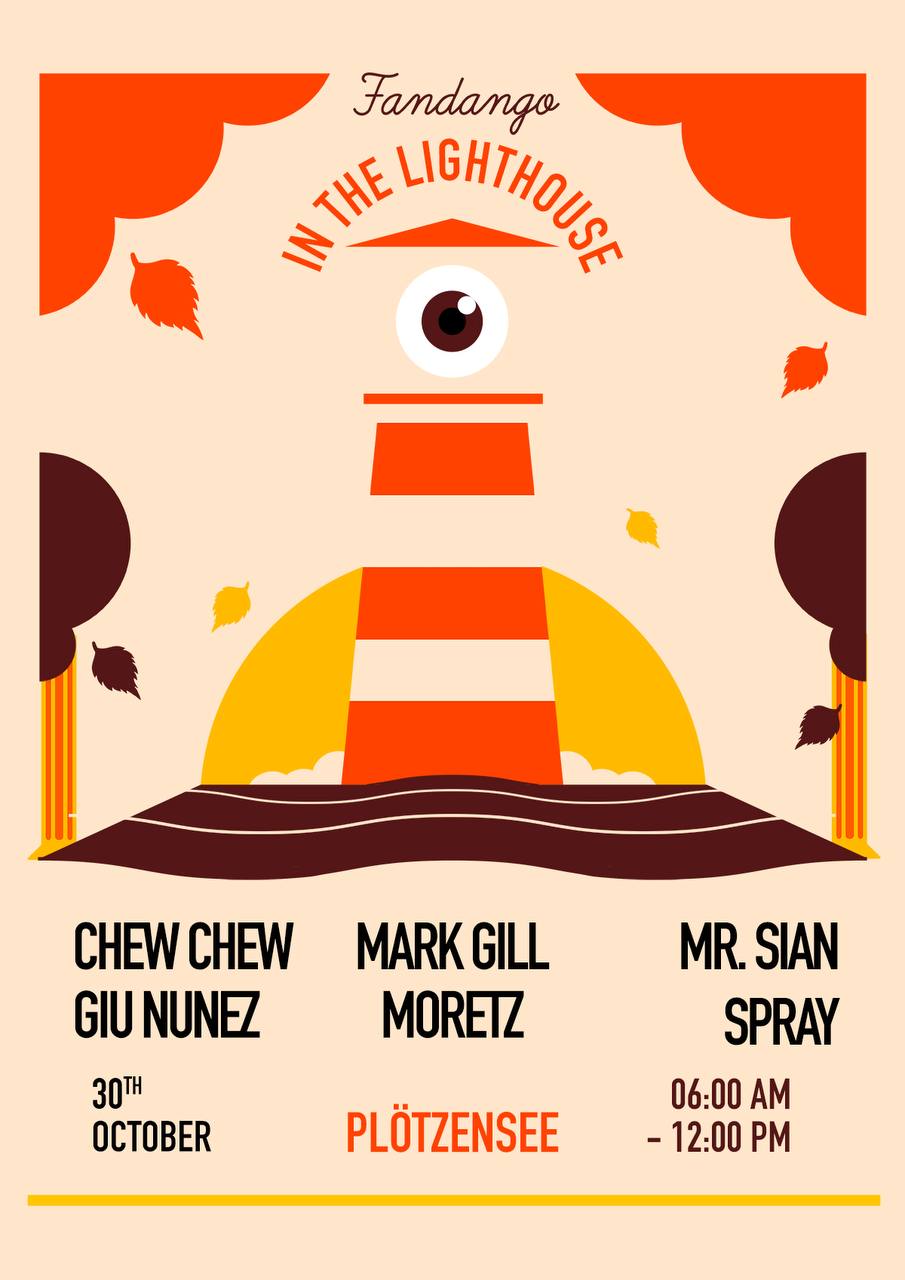 Fandango
IN THE LIGHTHOUSE
CHEW CHEW
GIU NUNEZ
MARK GILL
MORETZ
MR. SIAN
SPRAY
30TH
OCTOBER
PLÖTZENSEE
06:00 AM
- 12:00 PM